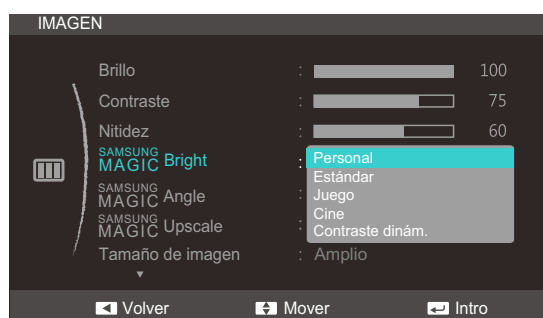 IMAGEN
Brillo : 100
Contraste : 75
Nitidez : 60
SAMSUNG MAGIC Bright :
Personal
Estándar
Juego
Cine
Contraste dinám.
SAMSUNG MAGIC Angle :
SAMSUNG MAGIC Upscale :
Tamaño de imagen : Amplio
Volver Mover Intro